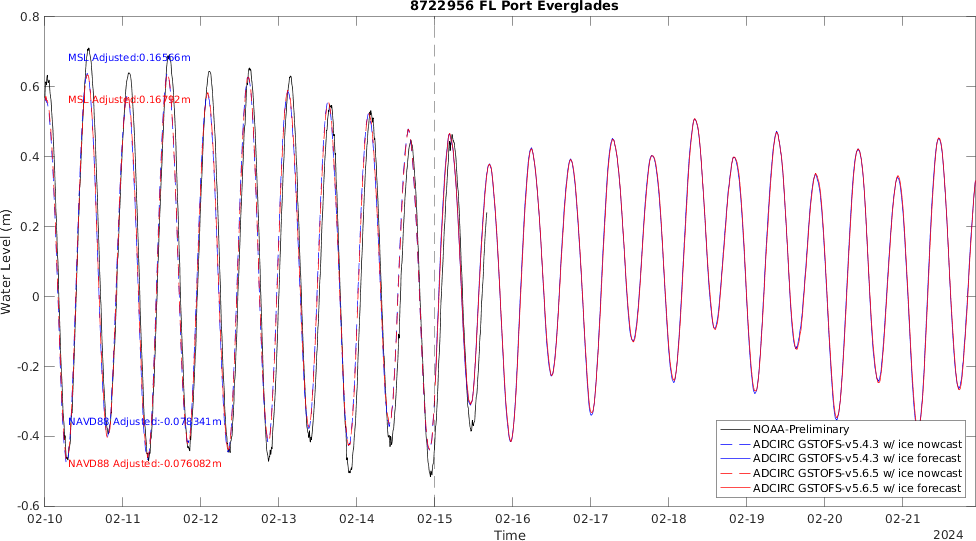 8722956 FL Port Everglades
0.8
0.6
0.4
0.2
0
-0.2
-0.4
-0.6
Water Level (m)
MSL Adjusted:0.16566m
MSL Adjusted:0.16792m
NAVD88 Adjusted:-0.078341m
NAVD88 Adjusted:-0.076082m
NOAA-Preliminary
ADCIRC GSTOFS-v5.4.3 w/ ice nowcast
ADCIRC GSTOFS-v5.4.3 w/ ice forecast
ADCIRC GSTOFS-v5.6.5 w/ ice nowcast
ADCIRC GSTOFS-v5.6.5 w/ ice forecast
02-10 02-11 02-12 02-13 02-14 02-15 02-16 02-17 02-18 02-19 02-20 02-21
Time
2024